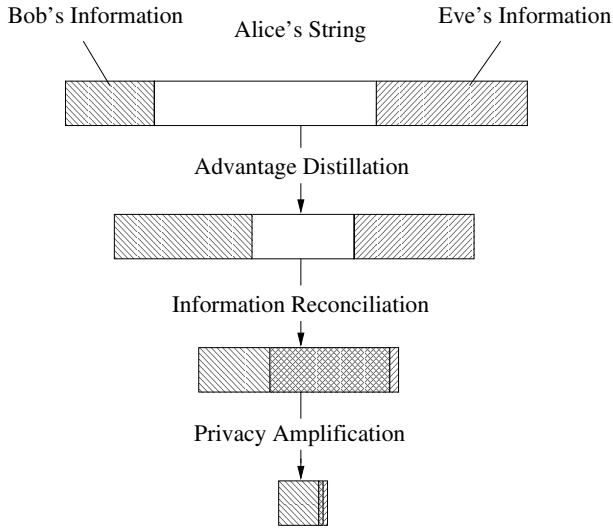 Bob's Information
Alice's String
Eve's Information
Advantage Distillation
Information Reconciliation
Privacy Amplification